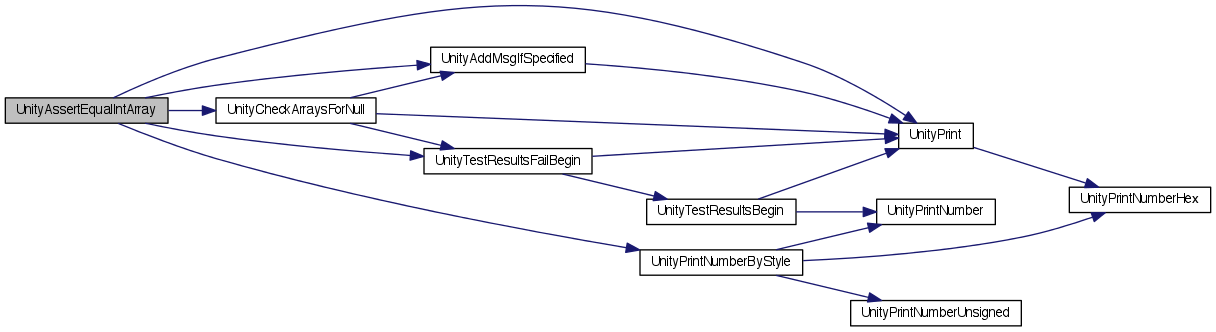 UnityAssertEqualIntArray
UnityAddMsgIfSpecified
UnityCheckArraysForNull
UnityPrint
UnityTestResultsFailBegin
UnityPrintNumberHex
UnityTestResultsBegin
UnityPrintNumber
UnityPrintNumberByStyle
UnityPrintNumberUnsigned